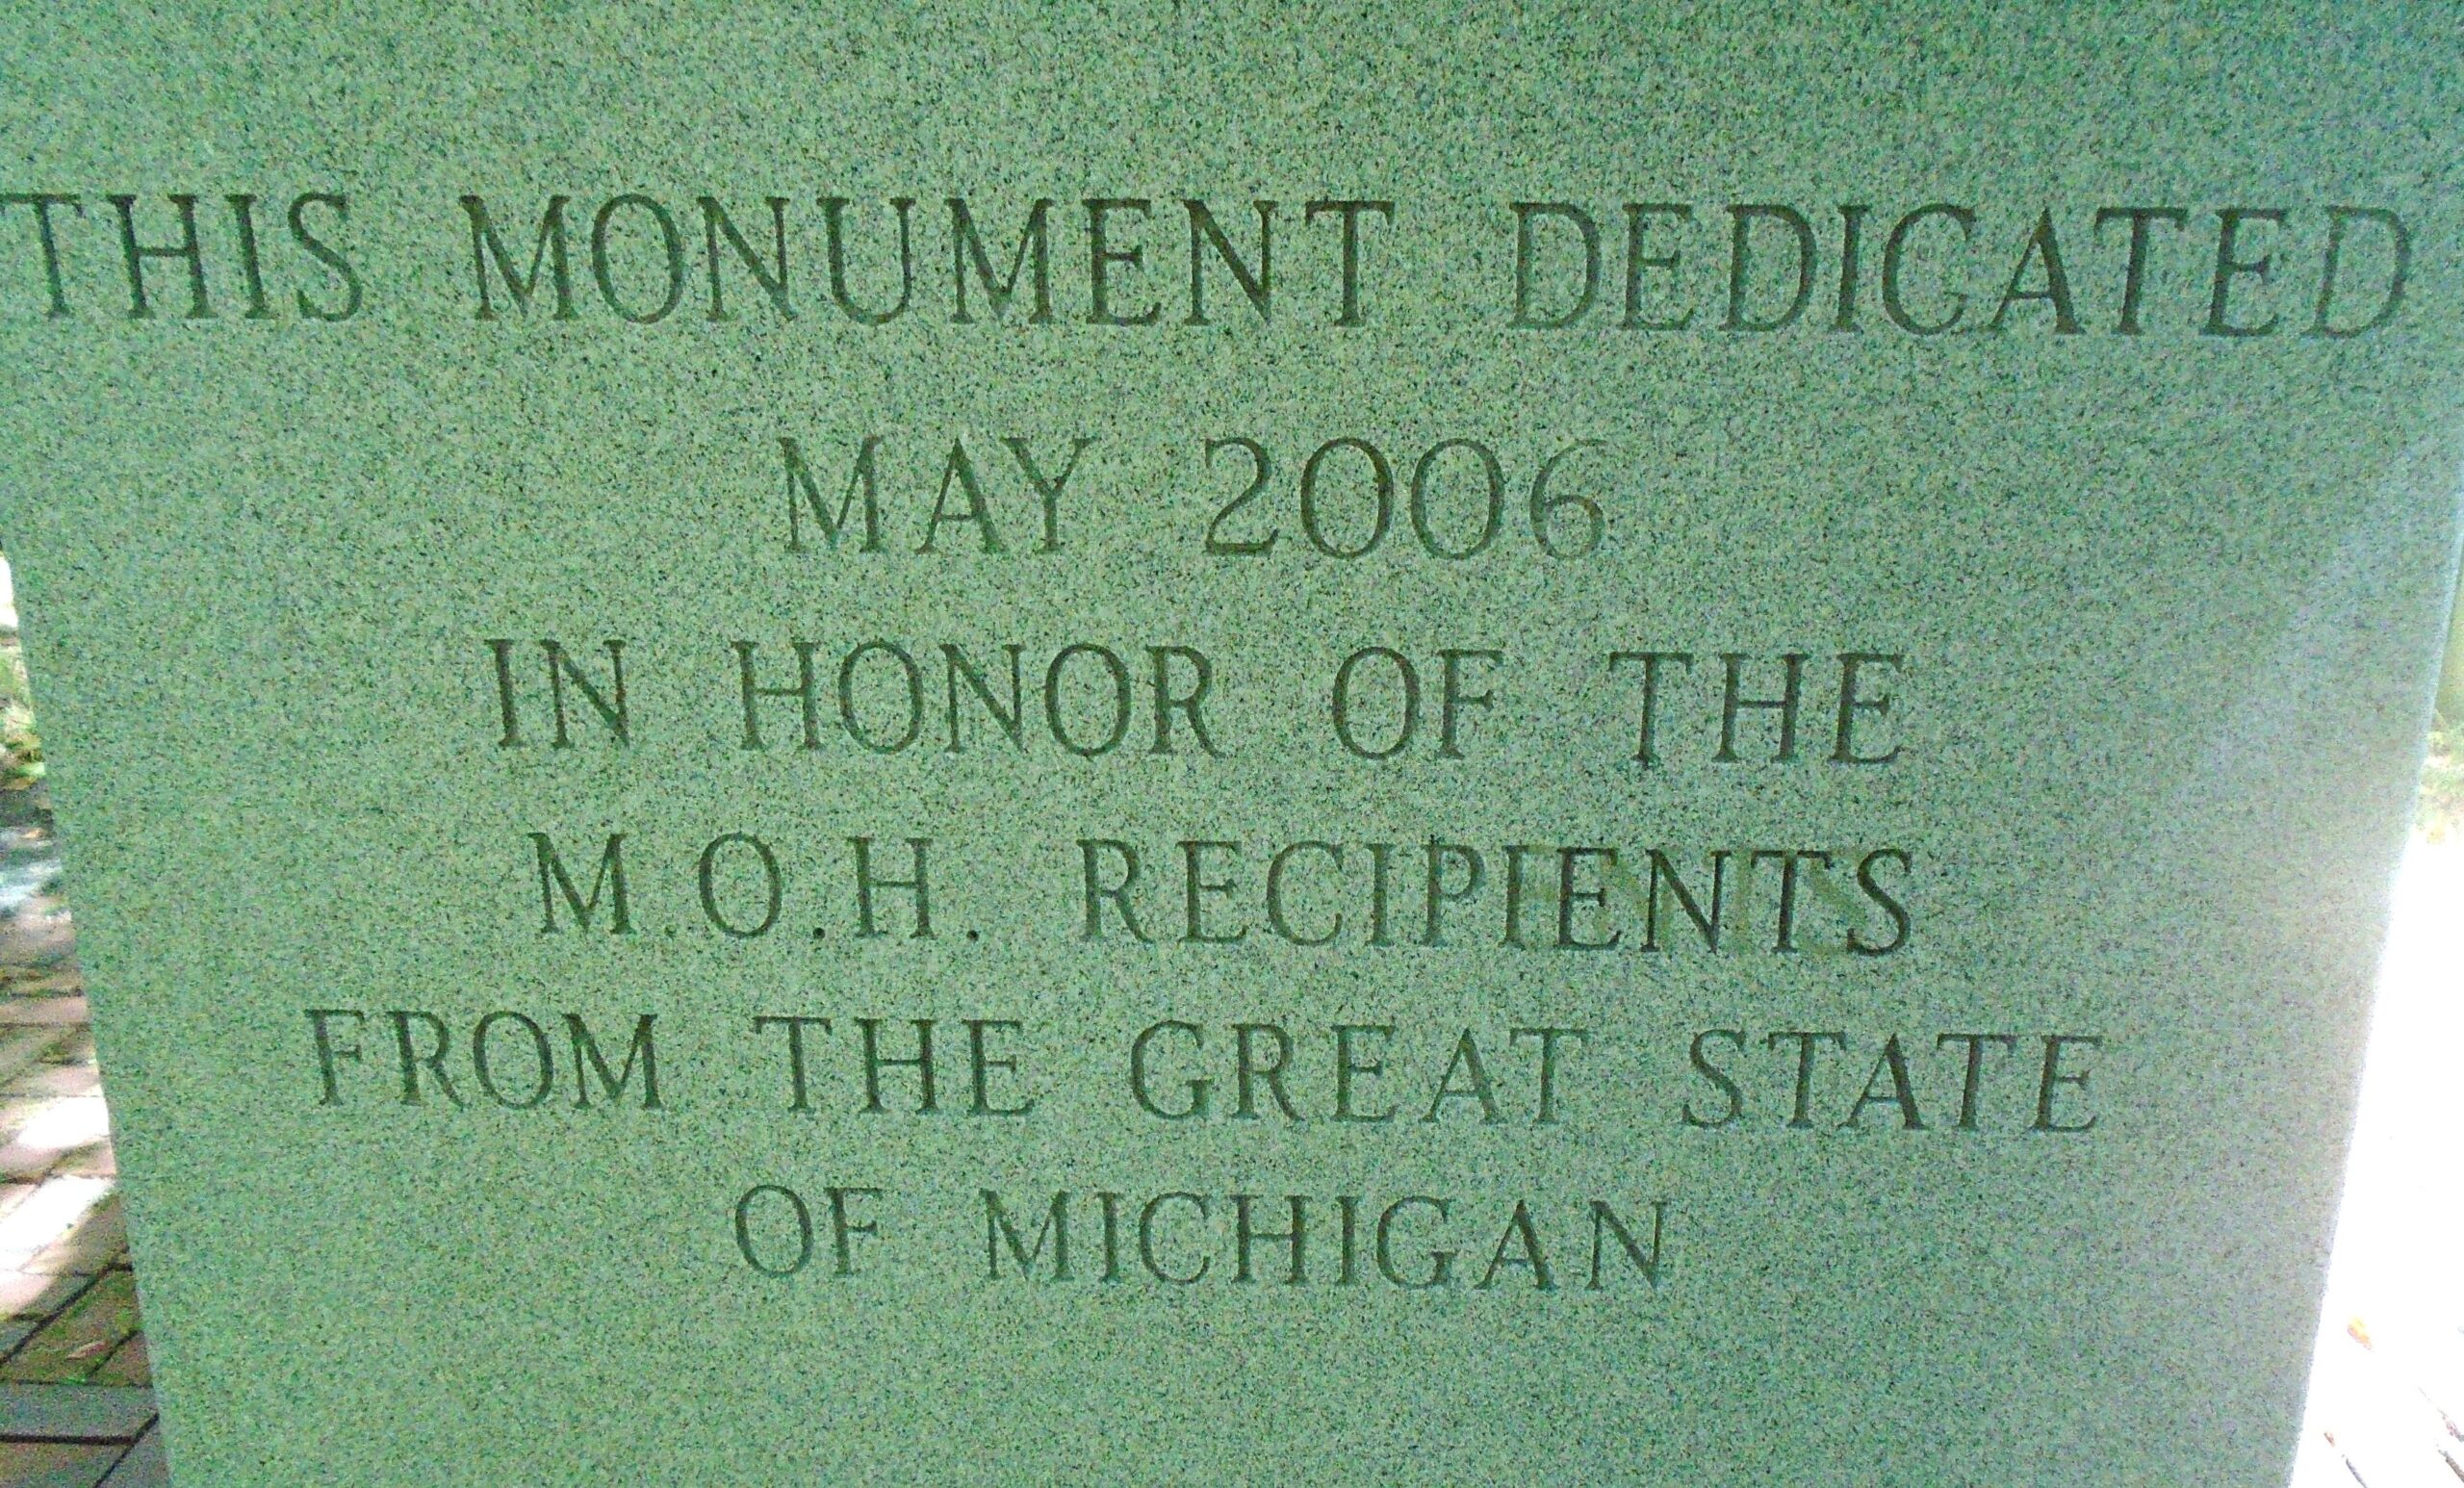 THIS MONUMENT DEDICATED
MAY 2006
IN HONOR OF THE
M.O.H. RECIPIENTS
FROM THE GREAT STATE
OF MICHIGAN